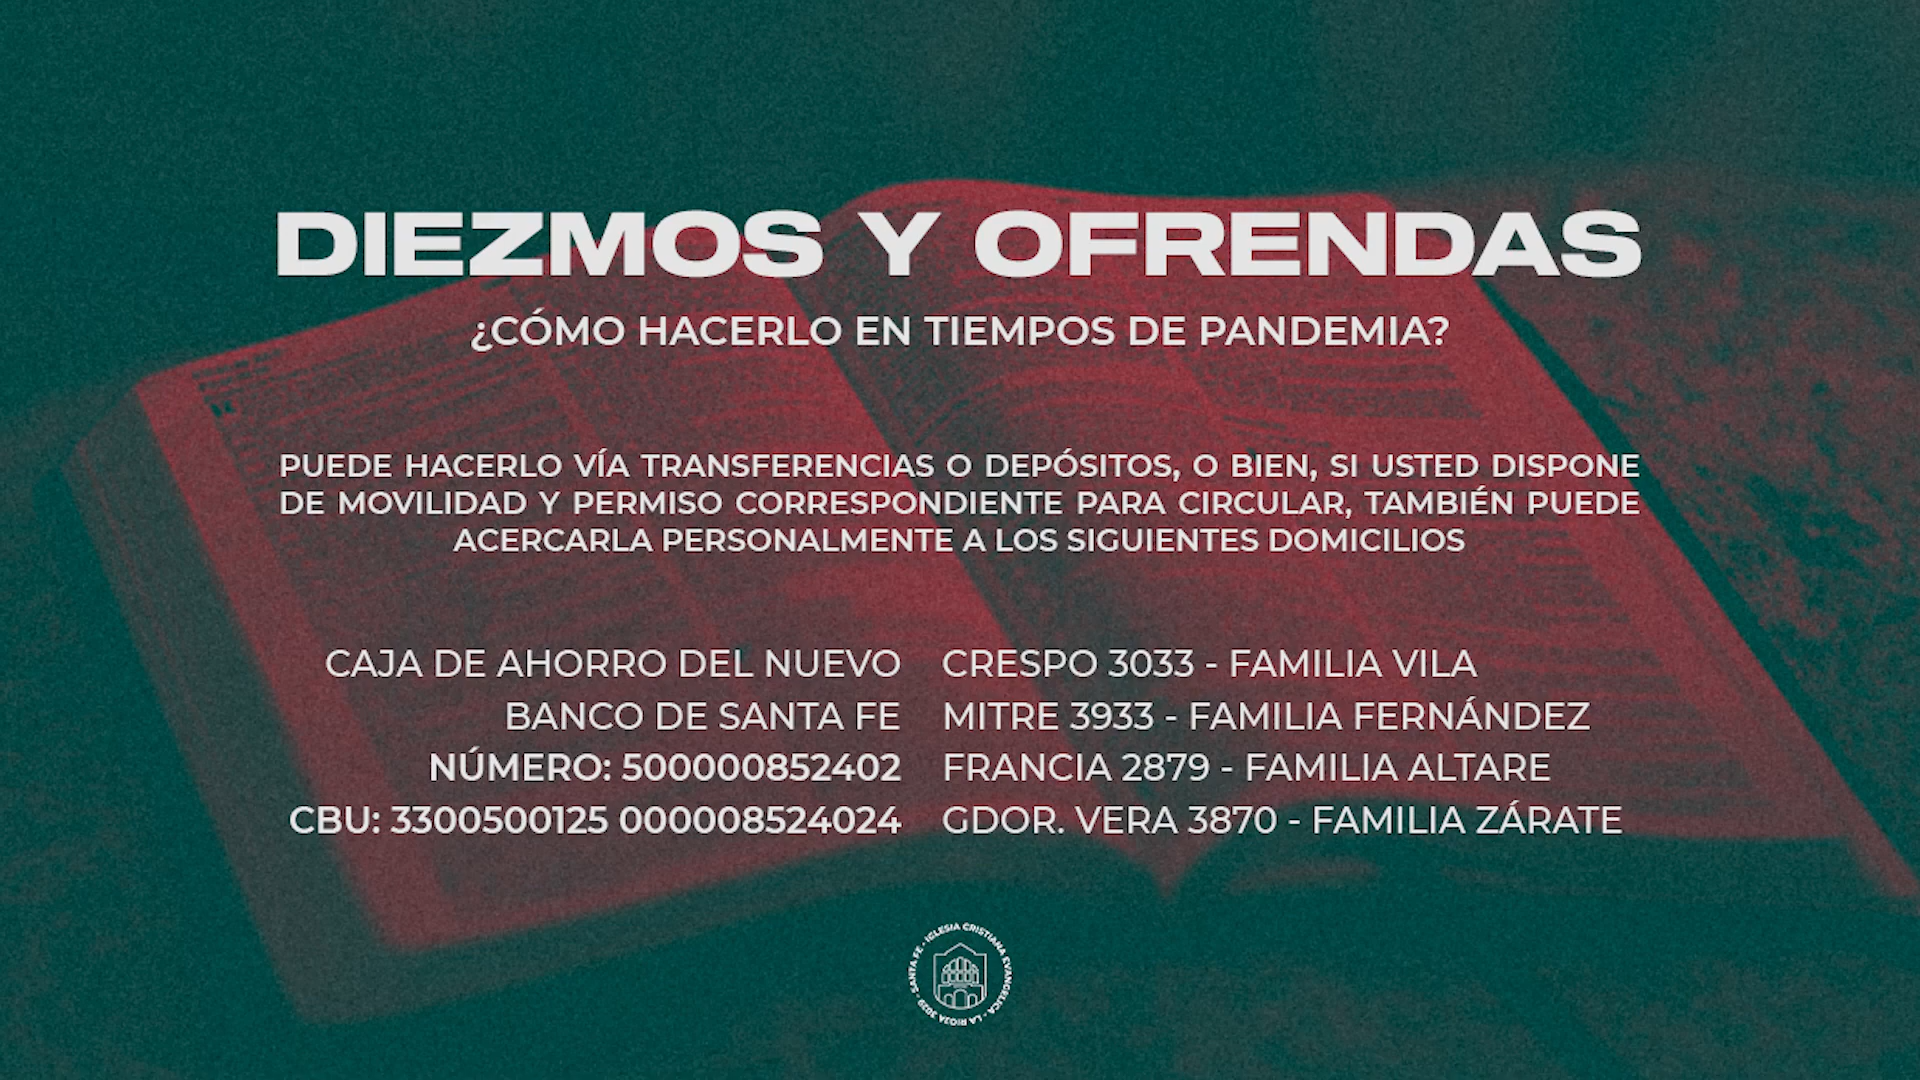 DIEZMOS Y OFRENDAS
¿CÓMO HACERLO EN TIEMPOS DE PANDEMIA?
PUEDE HACERLO VÍA TRANSFERENCIAS O DEPÓSITOS, O BIEN, SI USTED DISPONE
DE MOVILIDAD Y PERMISO CORRESPONDIENTE PARA CIRCULAR, TAMBIÉN PUEDE
ACERCARLA PERSONALMENTE A LOS SIGUIENTES DOMICILIOS
CAJA DE AHORRO DEL NUEVO
BANCO DE SANTA FE
NÚMERO: 500000852402
CBU: 3300500125 000008524024
CRESPO 3033 - FAMILIA VILA
MITRE 3933 - FAMILIA FERNÁNDEZ
FRANCIA 2879 - FAMILIA ALTARE
GDOR. VERA 3870 - FAMILIA ZÁRATE
IGLESIA CRISTIANA EVANGELICA · LA RIOJA 3029 · SANTA FE ·